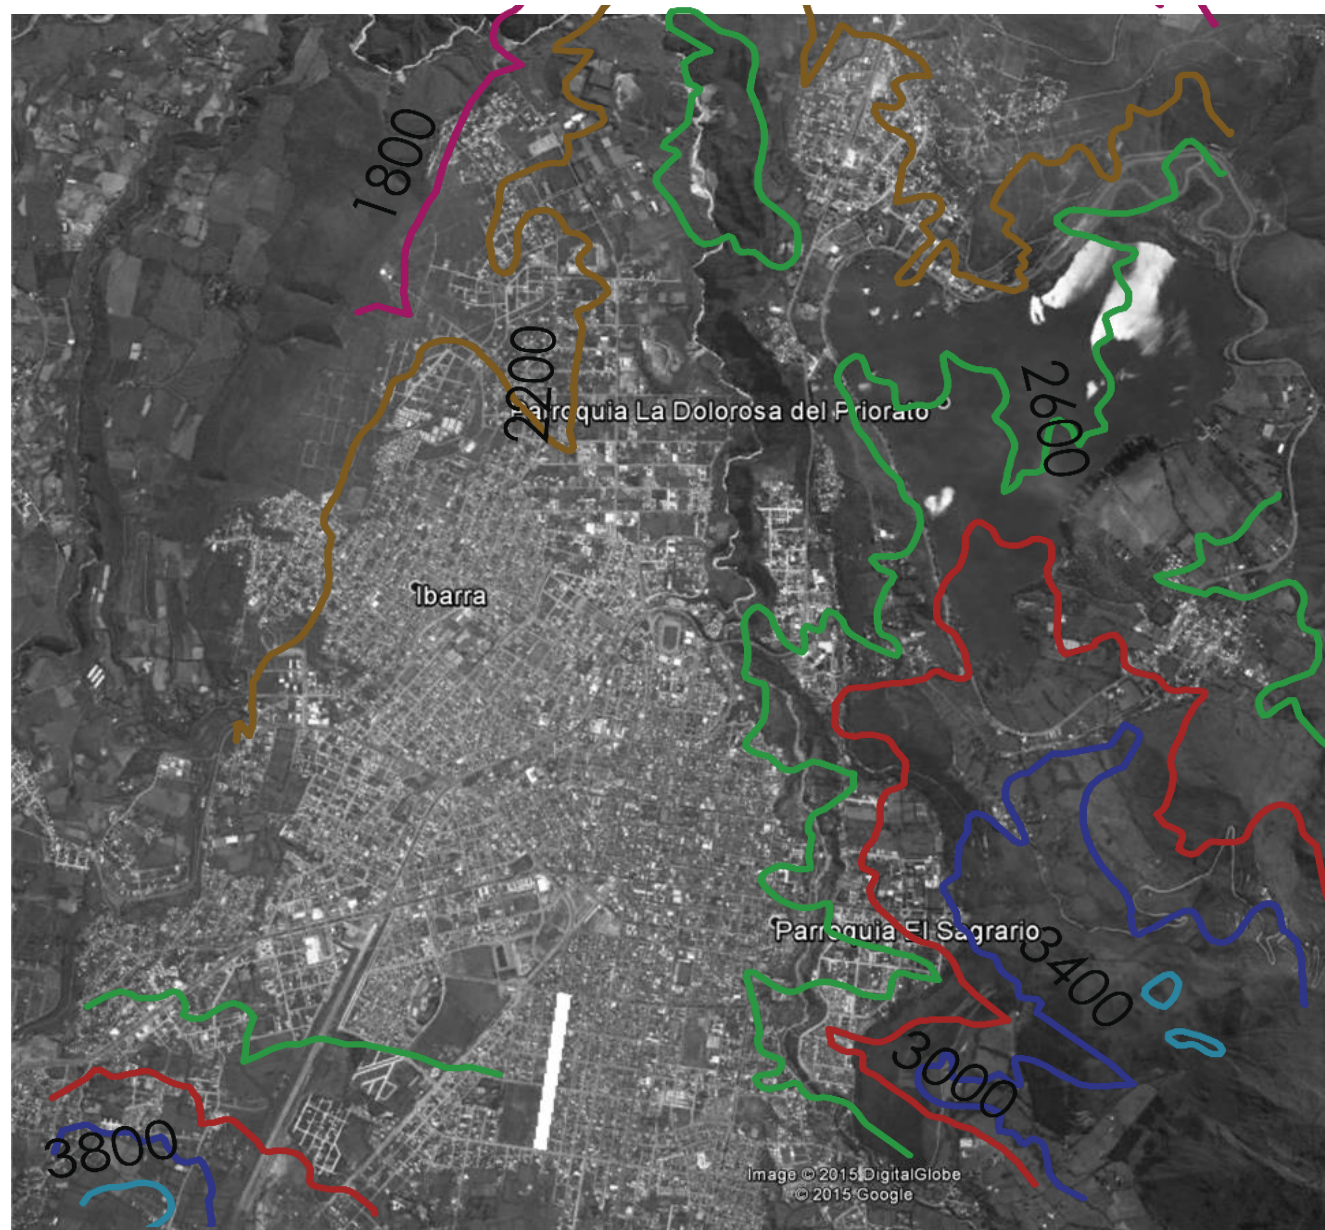 1800
2200
Parroquia La Dolorosa del Priorato
2600
Ibarra
Parroquia El Sagrario
3400
3000
3800
Image © 2015 DigitalGlobe
© 2015 Google